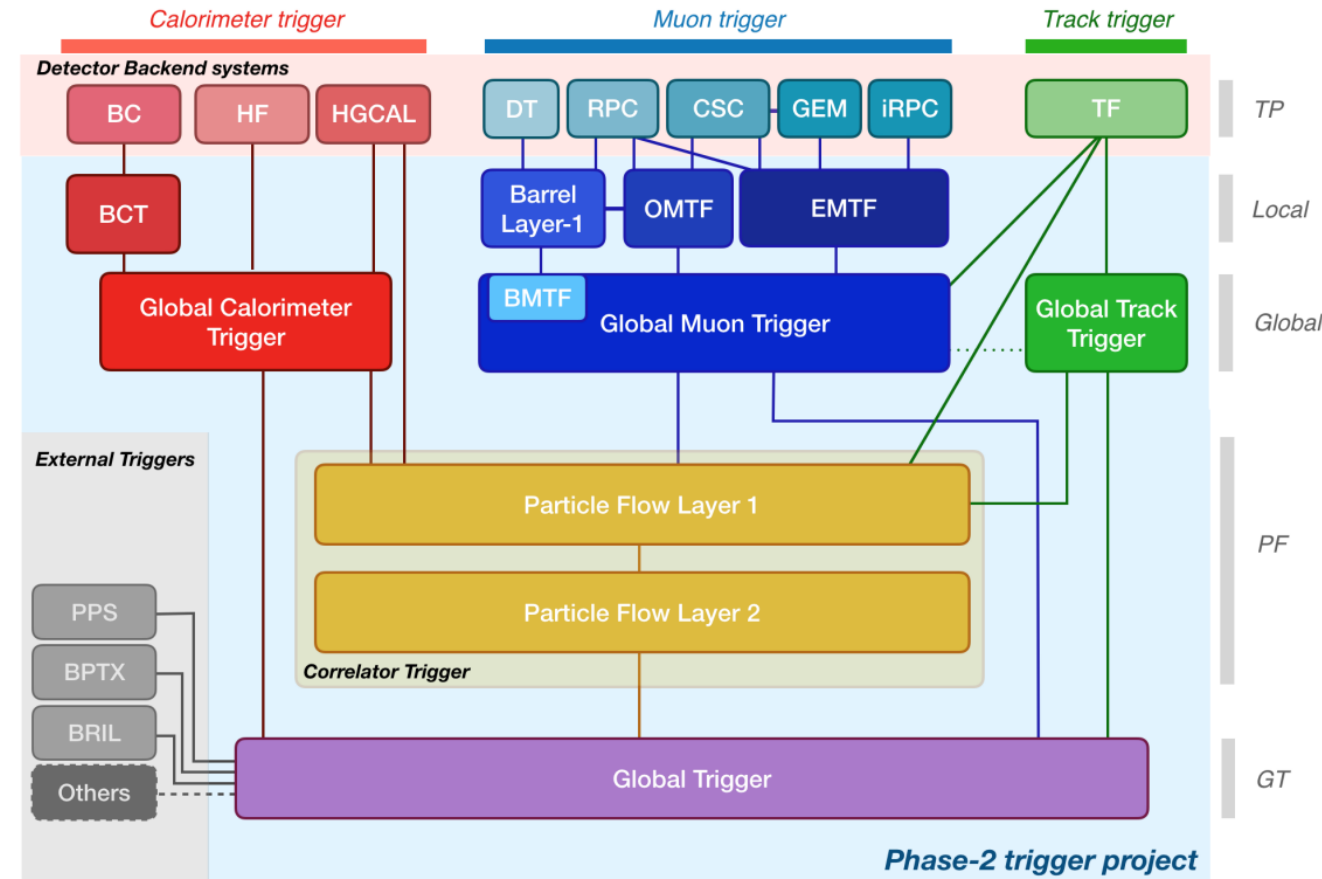 Calorimeter trigger
Muon trigger
Track trigger
Detector Backend systems
BC
HF
HGCAL
DT
RPC
CSC
GEM
iRPC
TF
TP
BCT
Barrel
Layer-1
OMTF
EMTF
Local
Global Calorimeter
Trigger
BMTF
Global Muon Trigger
Global Track
Trigger
Global
External Triggers
Particle Flow Layer 1
PF
Particle Flow Layer 2
Correlator Trigger
PPS
BPTX
BRIL
Others
Global Trigger
GT
Phase-2 trigger project